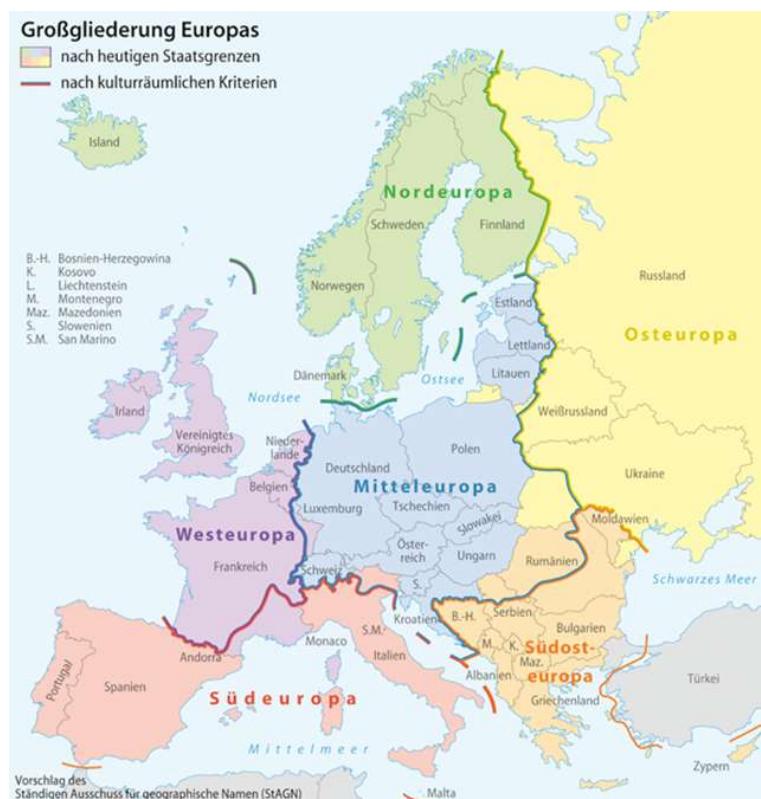 Großgliederung Europas
nach heutigen Staatsgrenzen
nach kulturräumlichen Kriterien
Island
Nordeuropa
Schweden
Finnland
B.-H. Bosnien-Herzegowina
K. Kosovo
L. Liechtenstein
M. Montenegro
Maz. Mazedonien
S. Slowenien
S.M. San Marino
Norwegen
Russland
Estland
Osteuropa
Lettland
Dänemark
Ostsee
Litauen
Nordsee
Irland
Weißrussland
Vereinigtes
Königreich
Nieder-
lande
Polen
Deutschland
Ukraine
Belgien
Mitteleuropa
Luxemburg
Tschechien
Moldawien
Slowakei
Westeuropa
Öster-
reich
Ungarn
Rumänien
Frankreich
Schweiz
L.
Schwarzes Meer
S.
Kroatien
B.-H.
Serbien
S.M.
Bulgarien
Monaco
Andorra
Italien
M.
K.
Maz.
Südost-
europa
Albanien
Türkei
Portugal
Spanien
Südeuropa
Griechenland
Mittelmeer
Zypern
Malta
Vorschlag des
Ständigen Ausschuss für geographische Namen (StAGN)